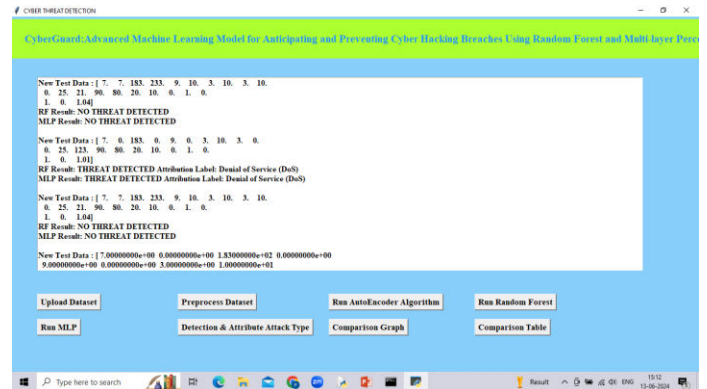 CYBER THREAT DETECTION
CyberGuard:Advanced Machine Learning Model for Anticipating and Preventing Cyber Hacking Breaches Using Random Forest and Multi-layer Perc
New Test Data : [ 7. 7. 183. 233. 9. 10. 3. 10. 3. 10.
0. 25. 21. 90. 80. 20. 10. 0. 1. 0.
1. 0. 1.04]
RF Result: NO THREAT DETECTED
MLP Result: NO THREAT DETECTED
New Test Data : [ 7. 0. 183. 0. 9. 0. 3. 10. 3. 0.
0. 25. 123. 90. 80. 20. 10. 0. 1. 0.
1. 0. 1.01]
RF Result: THREAT DETECTED Attribution Label: Denial of Service (DoS)
MLP Result: THREAT DETECTED Attribution Label: Denial of Service (DoS)
New Test Data : [ 7. 7. 183. 233. 9. 10. 3. 10. 3. 10.
0. 25. 21. 90. 80. 20. 10. 0. 1. 0.
1. 0. 1.04]
RF Result: NO THREAT DETECTED
MLP Result: NO THREAT DETECTED
New Test Data : [ 7.00000000e+00 0.00000000e+00 1.83000000e+02 0.00000000e+00
9.00000000e+00 0.00000000e+00 3.00000000e+00 1.00000000e+01
Upload Dataset Preprocess Dataset Run AutoEncoder Algorithm Run Random Forest
Run MLP Detection & Attribute Attack Type Comparison Graph Comparison Table
Type here to search Result ENG 15:12
13-06-2024